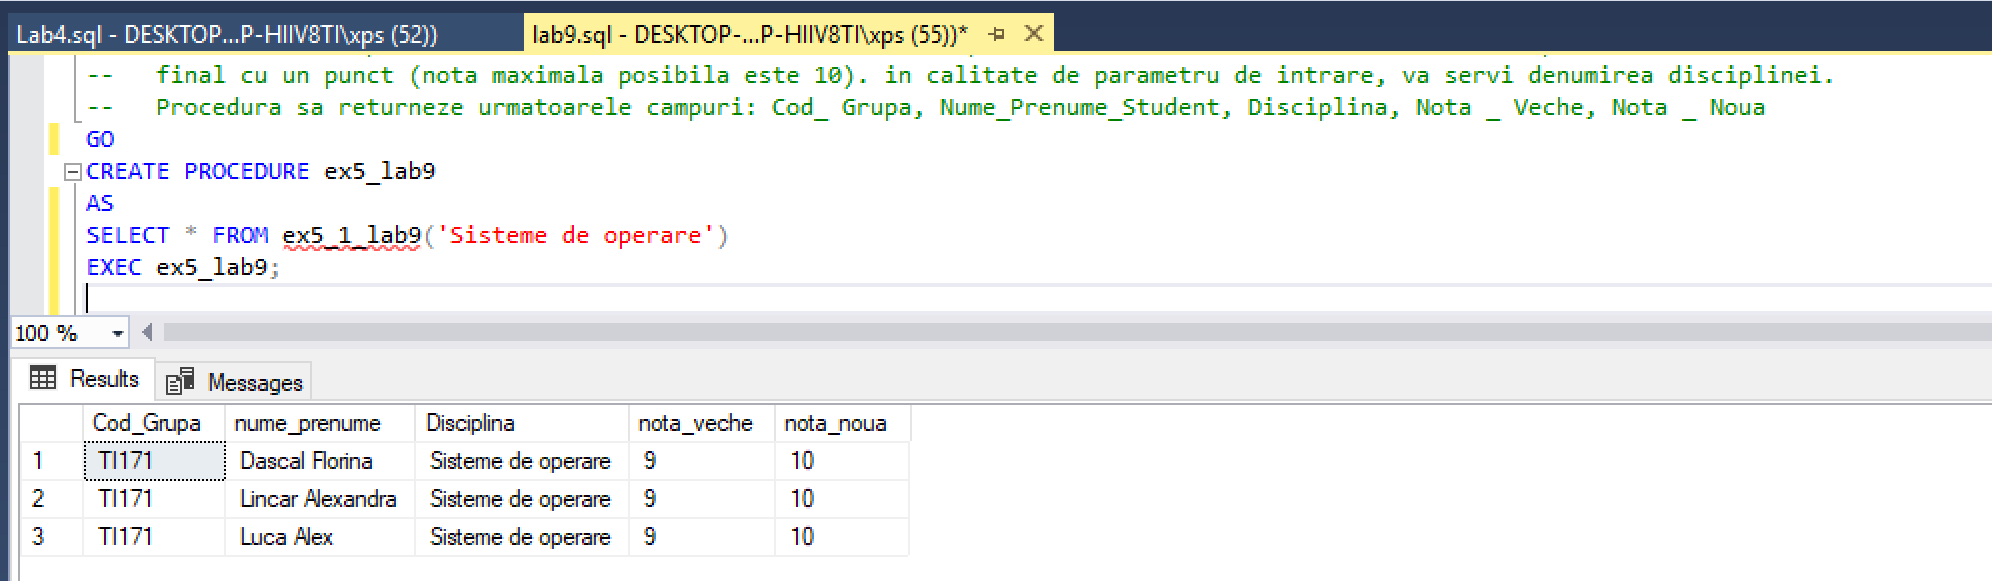 Lab4.sql - DESKTOP...P-HIIV8TI\xps (52))
lab9.sql - DESKTOP-...P-HIIV8TI\xps (55))*
-- final cu un punct (nota maximala posibila este 10). in calitate de parametru de intrare, va servi denumirea disciplinei.
-- Procedura sa returneze urmatoarele campuri: Cod_ Grupa, Nume_Prenume_Student, Disciplina, Nota _ Veche, Nota _ Noua
GO
CREATE PROCEDURE ex5_lab9
AS
SELECT * FROM ex5_1_lab9('Sisteme de operare')
EXEC ex5_lab9;
100 %
Results Messages
Cod_Grupa nume_prenume Disciplina nota_veche nota_noua
1 TI171 Dascal Florina Sisteme de operare 9 10
2 TI171 Lincar Alexandra Sisteme de operare 9 10
3 TI171 Luca Alex Sisteme de operare 9 10